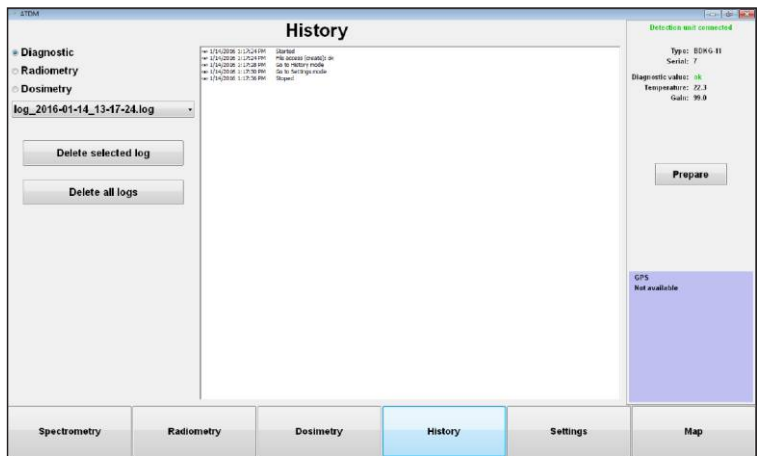 ATDM
History
Diagnostic
Radiometry
Dosimetry
log_2016-01-14_13-17-24.log
Delete selected log
Delete all logs
1/14/2016 1:17:24 PM Started
1/14/2016 1:17:24 PM File access (create): ok
1/14/2016 1:17:28 PM Go to History mode
1/14/2016 1:17:30 PM Go to Settings mode
1/14/2016 1:17:36 PM Stoped
Detection unit connected
Type: BDKG-11
Serial: 7
Diagnostic value: ok
Temperature: 22.3
Gain: 99.0
Prepare
GPS
Not available
Spectrometry Radiometry Dosimetry History Settings Map